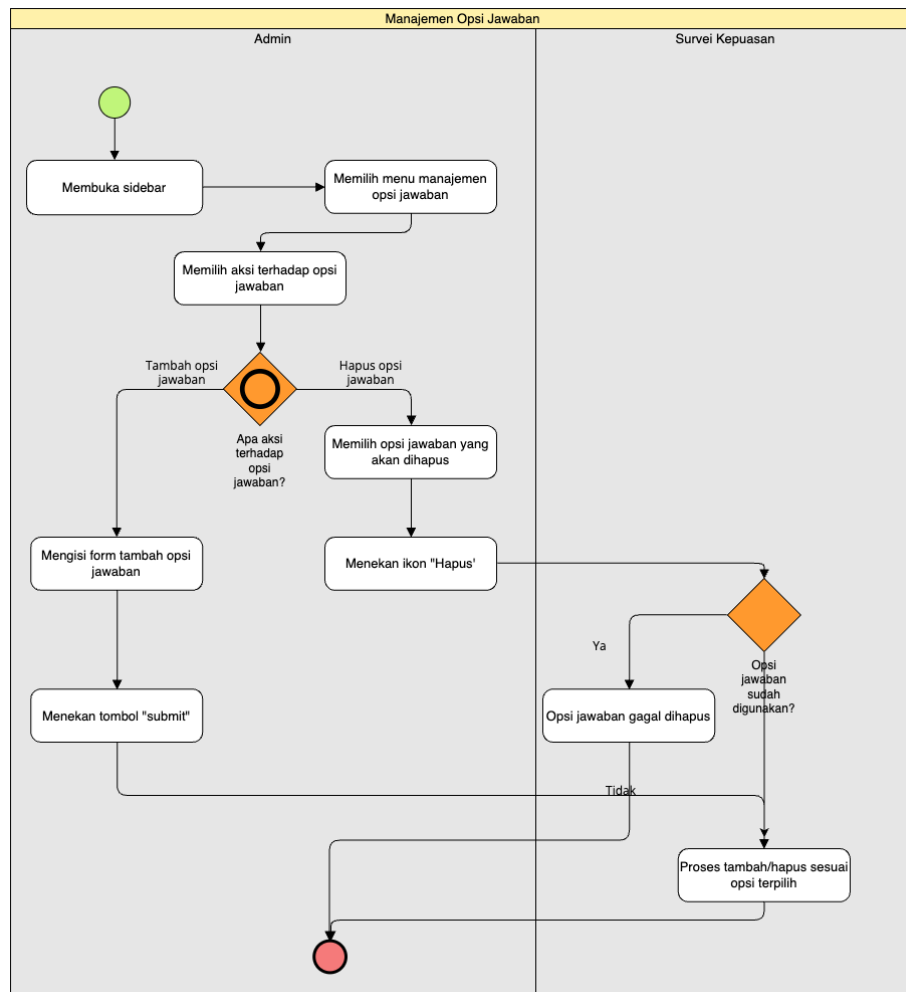 Manajemen Opsi Jawaban
Admin
Survei Kepuasan
Membuka sidebar
Memilih menu manajemen
opsi jawaban
Memilih aksi terhadap opsi
jawaban
Tambah opsi
jawaban
Hapus opsi
jawaban
Apa aksi
terhadap
opsi
jawaban?
Memilih opsi jawaban yang
akan dihapus
Mengisi form tambah opsi
jawaban
Menekan ikon "Hapus'
Ya
Opsi
jawaban
sudah
digunakan?
Menekan tombol "submit"
Opsi jawaban gagal dihapus
Tidak
Proses tambah/hapus sesuai
opsi terpilih